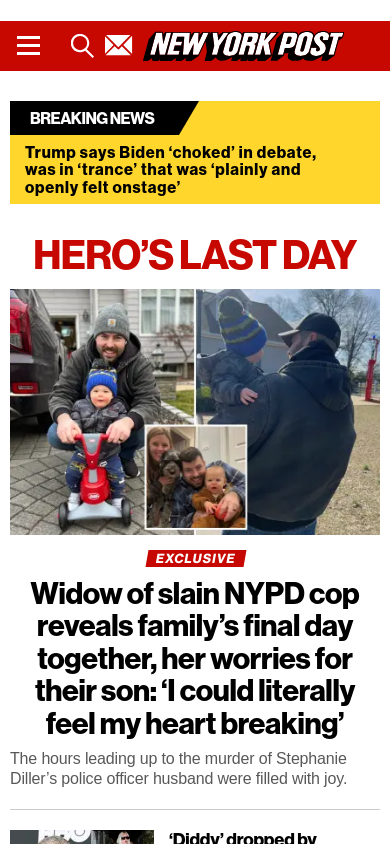 NEW YORK POST
BREAKING NEWS
Trump says Biden ‘choked’ in debate,
was in ‘trance’ that was ‘plainly and
openly felt onstage’
HERO’S LAST DAY
EXCLUSIVE
Widow of slain NYPD cop
reveals family’s final day
together, her worries for
their son: ‘I could literally
feel my heart breaking’
The hours leading up to the murder of Stephanie
Diller’s police officer husband were filled with joy.
‘Diddy’ dropped by